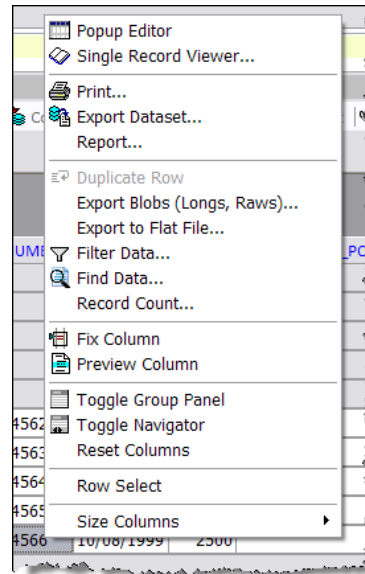 Popup Editor
Single Record Viewer...
Print...
Export Dataset...
Report...
Duplicate Row
Export Blobs (Longs, Raws)...
Export to Flat File...
Filter Data...
Find Data...
Record Count...
Fix Column
Preview Column
Toggle Group Panel
4562 Toggle Navigator
4563 Reset Columns
4564 Row Select
4565 Size Columns
4566 10/08/1999 2500